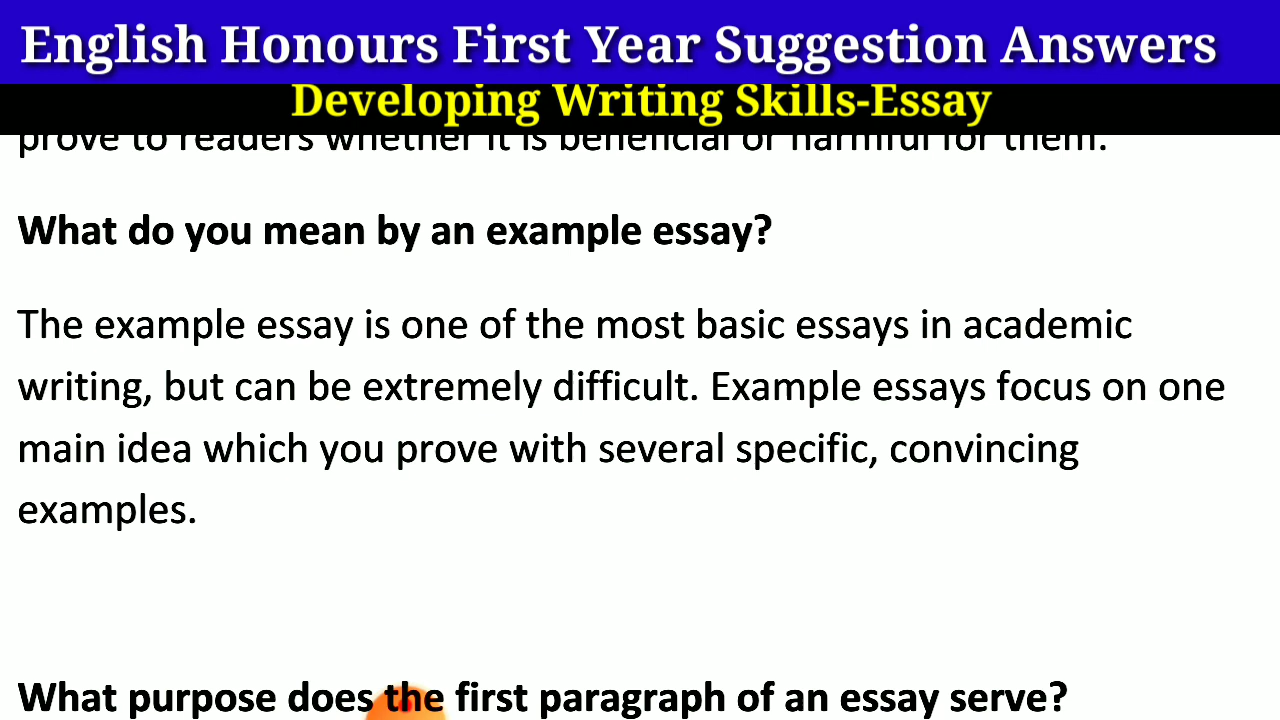 English Honours First Year Suggestion Answers
Developing Writing Skills-Essay
prove to readers whether it is beneficial or harmful for them.
What do you mean by an example essay?
The example essay is one of the most basic essays in academic
writing, but can be extremely difficult. Example essays focus on one
main idea which you prove with several specific, convincing
examples.
What purpose does the first paragraph of an essay serve?